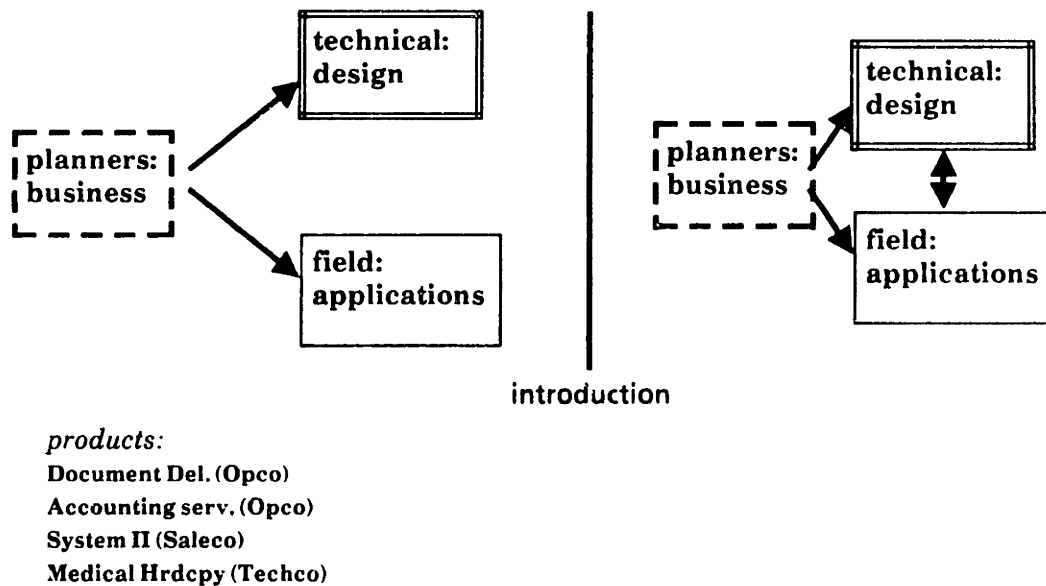 technical:
design
planners:
business
field:
applications
technical:
design
planners:
business
field:
applications
introduction
products:
Document Del. (Opco)
Accounting serv. (Opco)
System II (Saleco)
Medical Hrdcpy (Techco)